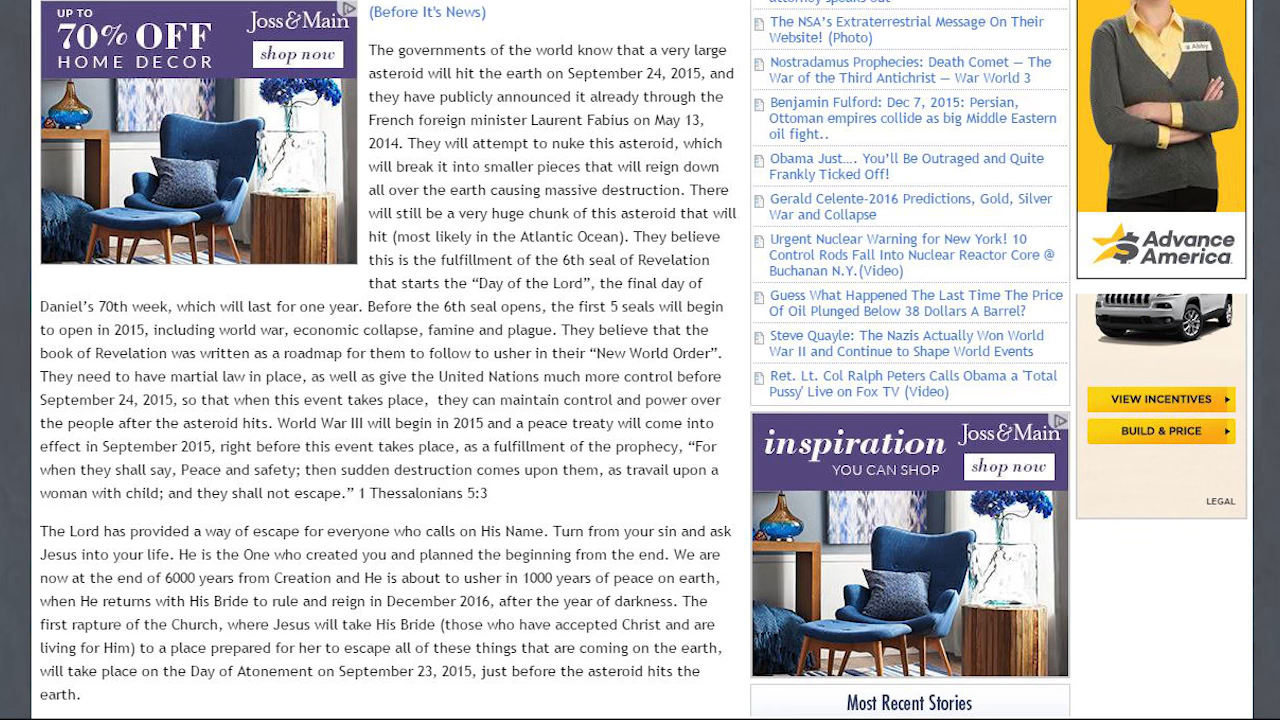 UP TO
70% OFF
HOME DECOR
Joss&Main
shop now
(Before It's News)
The governments of the world know that a very large
asteroid will hit the earth on September 24, 2015, and
they have publicly announced it already through the
French foreign minister Laurent Fabius on May 13,
2014. They will attempt to nuke this asteroid, which
will break it into smaller pieces that will reign down
all over the earth causing massive destruction. There
will still be a very huge chunk of this asteroid that will
hit (most likely in the Atlantic Ocean). They believe
this is the fulfillment of the 6th seal of Revelation
that starts the “Day of the Lord”, the final day of
Daniel’s 70th week, which will last for one year. Before the 6th seal opens, the first 5 seals will begin
to open in 2015, including world war, economic collapse, famine and plague. They believe that the
book of Revelation was written as a roadmap for them to follow to usher in their “New World Order”.
They need to have martial law in place, as well as give the United Nations much more control before
September 24, 2015, so that when this event takes place, they can maintain control and power over
the people after the asteroid hits. World War III will begin in 2015 and a peace treaty will come into
effect in September 2015, right before this event takes place, as a fulfillment of the prophecy, “For
when they shall say, Peace and safety; then sudden destruction comes upon them, as travail upon a
woman with child; and they shall not escape.” 1 Thessalonians 5:3
The Lord has provided a way of escape for everyone who calls on His Name. Turn from your sin and ask
Jesus into your life. He is the One who created you and planned the beginning from the end. We are
now at the end of 6000 years from Creation and He is about to usher in 1000 years of peace on earth,
when He returns with His Bride to rule and reign in December 2016, after the year of darkness. The
first rapture of the Church, where Jesus will take His Bride (those who have accepted Christ and are
living for Him) to a place prepared for her to escape all of these things that are coming on the earth,
will take place on the Day of Atonement on September 23, 2015, just before the asteroid hits the
earth.
attorney speaks out
The NSA’s Extraterrestrial Message On Their
Website! (Photo)
Nostradamus Prophecies: Death Comet — The
War of the Third Antichrist — War World 3
Benjamin Fulford: Dec 7, 2015: Persian,
Ottoman empires collide as big Middle Eastern
oil fight..
Obama Just…. You’ll Be Outraged and Quite
Frankly Ticked Off!
Gerald Celente-2016 Predictions, Gold, Silver
War and Collapse
Urgent Nuclear Warning for New York! 10
Control Rods Fall Into Nuclear Reactor Core @
Buchanan N.Y.(Video)
Guess What Happened The Last Time The Price
Of Oil Plunged Below 38 Dollars A Barrel?
Steve Quayle: The Nazis Actually Won World
War II and Continue to Shape World Events
Ret. Lt. Col Ralph Peters Calls Obama a 'Total
Pussy' Live on Fox TV (Video)
inspiration
YOU CAN SHOP
Joss&Main
shop now
Most Recent Stories
Advance
America
VIEW INCENTIVES
BUILD & PRICE
LEGAL